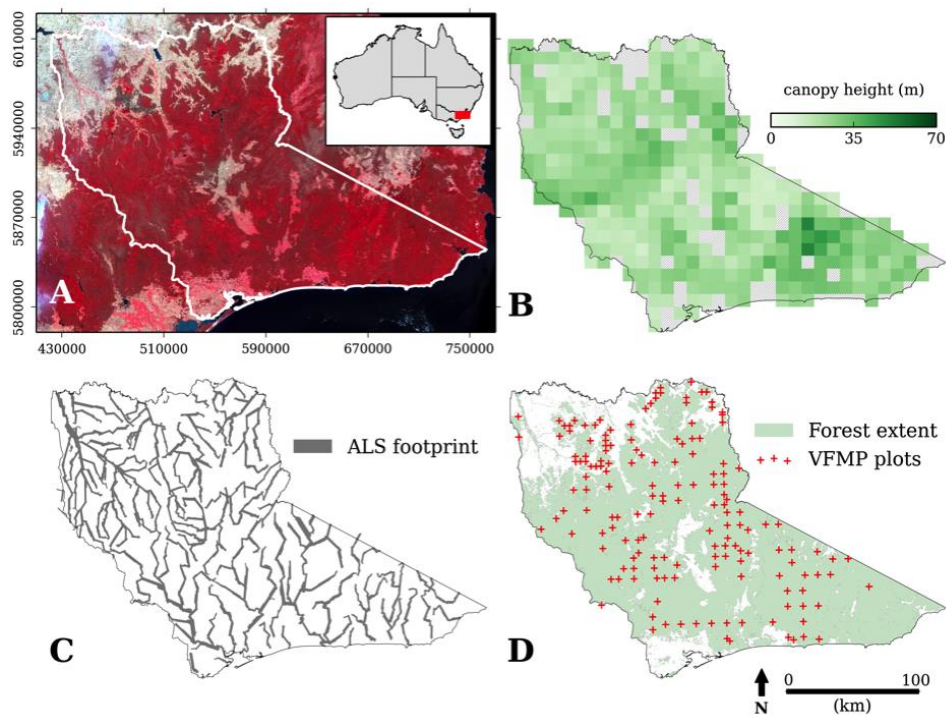 6010000
5940000
5870000
5800000
430000
510000
590000
670000
750000
A
canopy height (m)
0
35
70
B
ALS footprint
C
Forest extent
VFMP plots
D
N
0
100
(km)